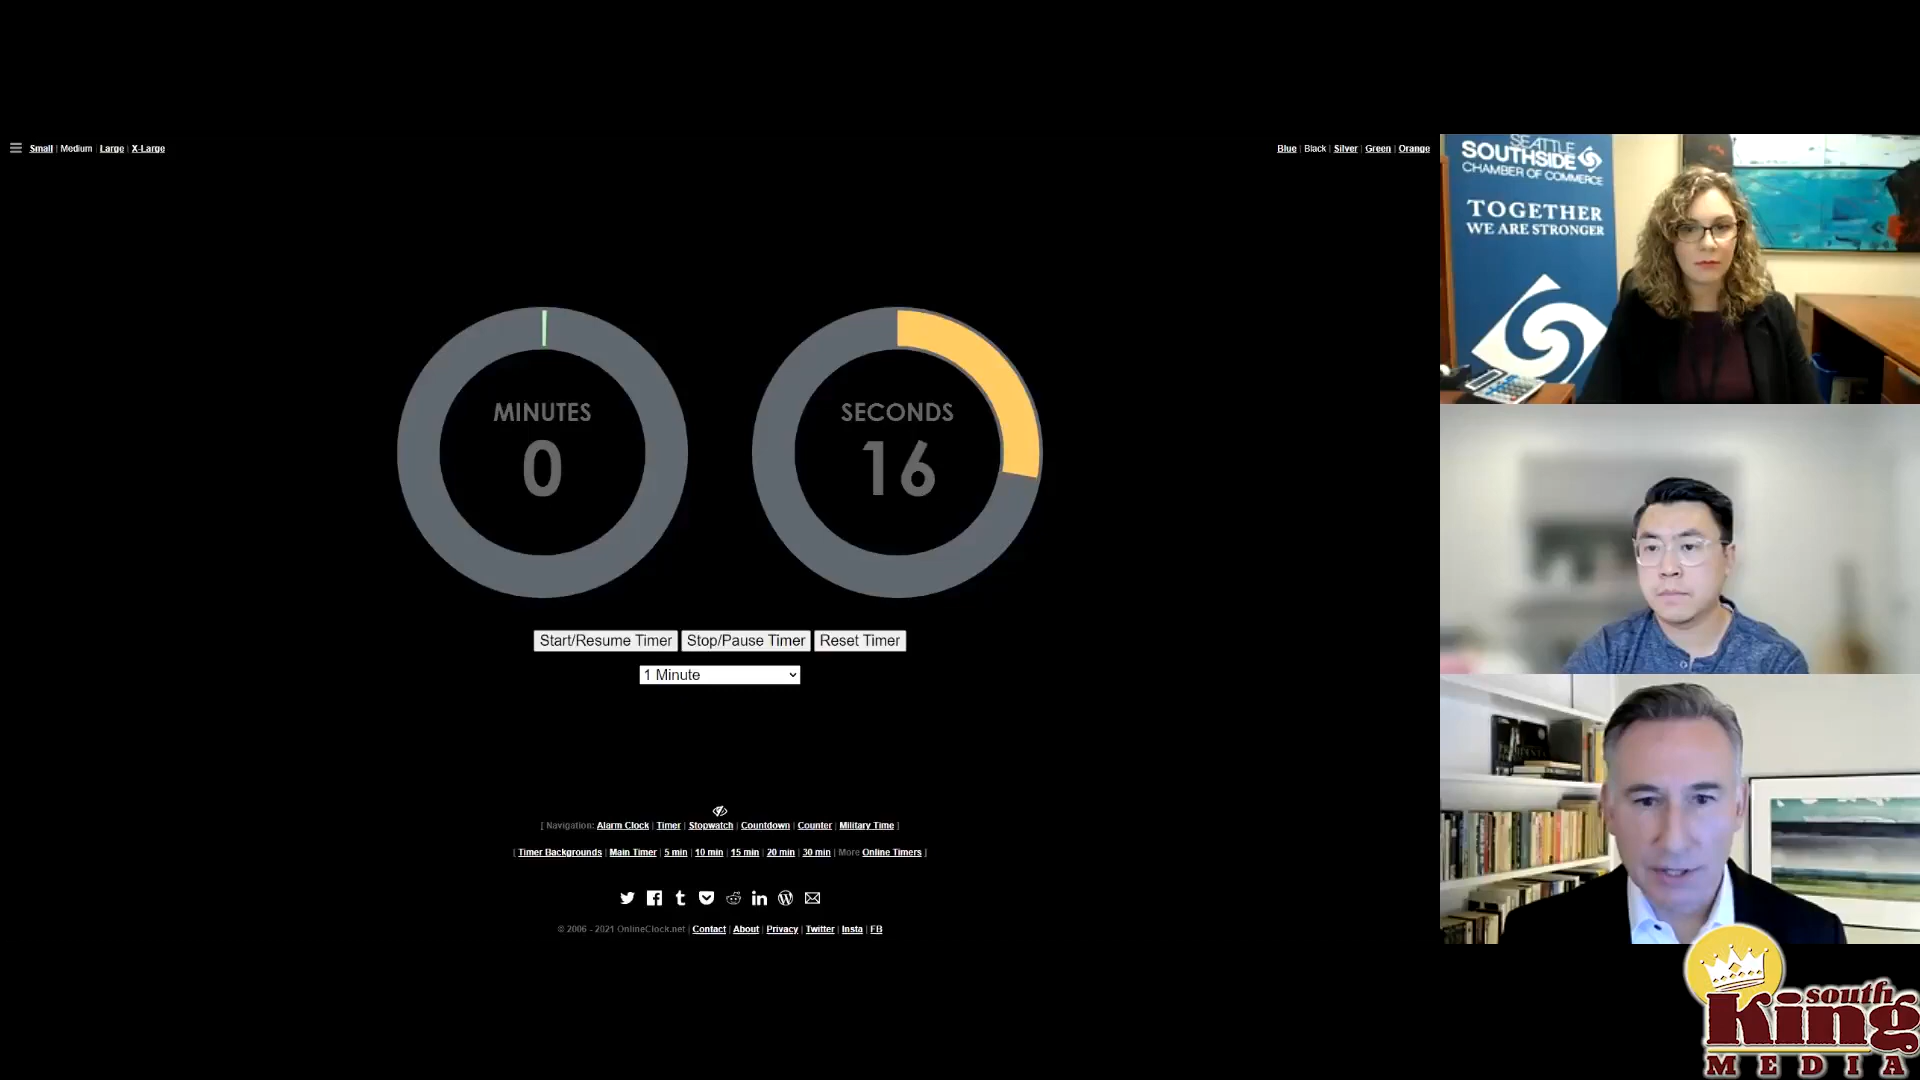 Small | Medium | Large | X-Large
Blue | Black | Silver | Green | Orange
SEATTLE
SOUTHSIDE
CHAMBER OF COMMERCE
TOGETHER
WE ARE STRONGER
MINUTES
0
SECONDS
16
Start/Resume Timer
Stop/Pause Timer
Reset Timer
1 Minute
[ Navigation: Alarm Clock | Timer | Stopwatch | Countdown | Counter | Military Time ]
[ Timer Backgrounds | Main Timer | 5 min | 10 min | 15 min | 20 min | 30 min | More Online Timers ]
© 2006 - 2021 OnlineClock.net | Contact | About | Privacy | Twitter | Insta | FB
south
King
MEDIA